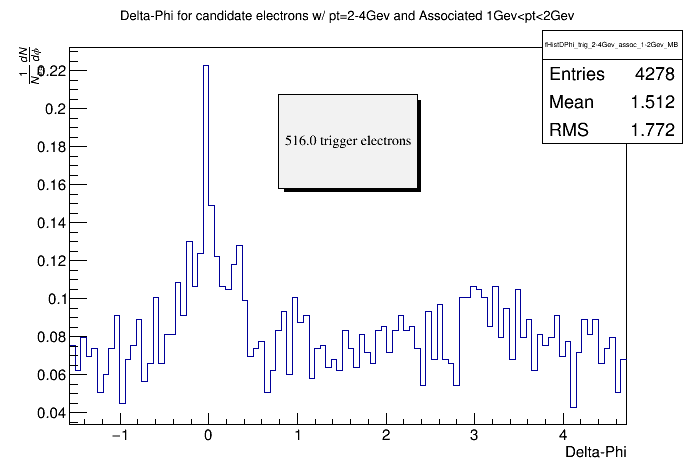 Delta-Phi for candidate electrons w/ pt=2-4Gev and Associated 1Gev<pt<2Gev
fHistDPhi_trig_2-4Gev_assoc_1-2Gev_MB
Entries 4278
Mean 1.512
RMS 1.772
516.0 trigger electrons
0.22
0.2
0.18
0.16
0.14
0.12
0.1
0.08
0.06
0.04
−1 0 1 2 3 4
Delta-Phi